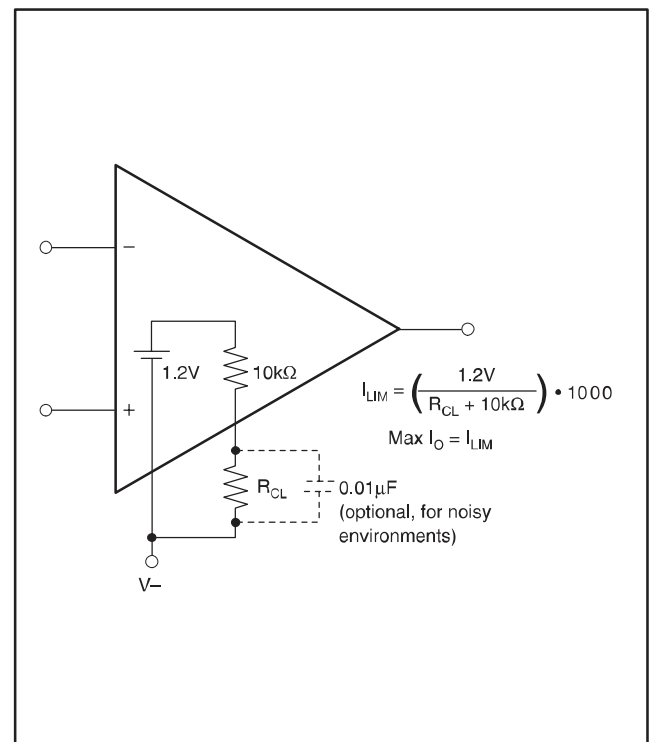 −
1.2V
10kΩ
+
I_LIM = (1.2V / (R_CL + 10kΩ)) • 1000
Max I_O = I_LIM
R_CL
0.01μF
(optional, for noisy
environments)
V−